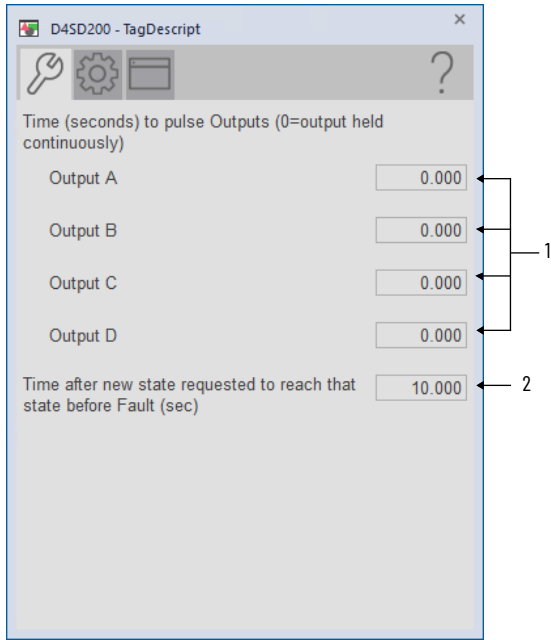 D4SD200 - TagDescript
×
?
Time (seconds) to pulse Outputs (0=output held
continuously)
Output A 0.000
Output B 0.000
1
Output C 0.000
Output D 0.000
Time after new state requested to reach that
state before Fault (sec) 10.000 2